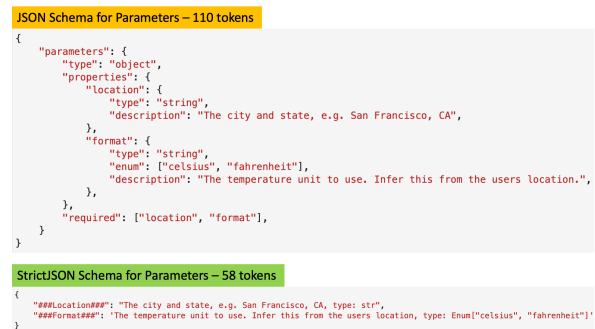 JSON Schema for Parameters – 110 tokens
{
    "parameters": {
        "type": "object",
        "properties": {
            "location": {
                "type": "string",
                "description": "The city and state, e.g. San Francisco, CA",
            },
            "format": {
                "type": "string",
                "enum": ["celsius", "fahrenheit"],
                "description": "The temperature unit to use. Infer this from the users location.",
            },
        },
        "required": ["location", "format"],
    }
}
StrictJSON Schema for Parameters – 58 tokens
{
    "###Location###": "The city and state, e.g. San Francisco, CA, type: str",
    "###Format###": 'The temperature unit to use. Infer this from the users location, type: Enum["celsius", "fahrenheit"]'
}